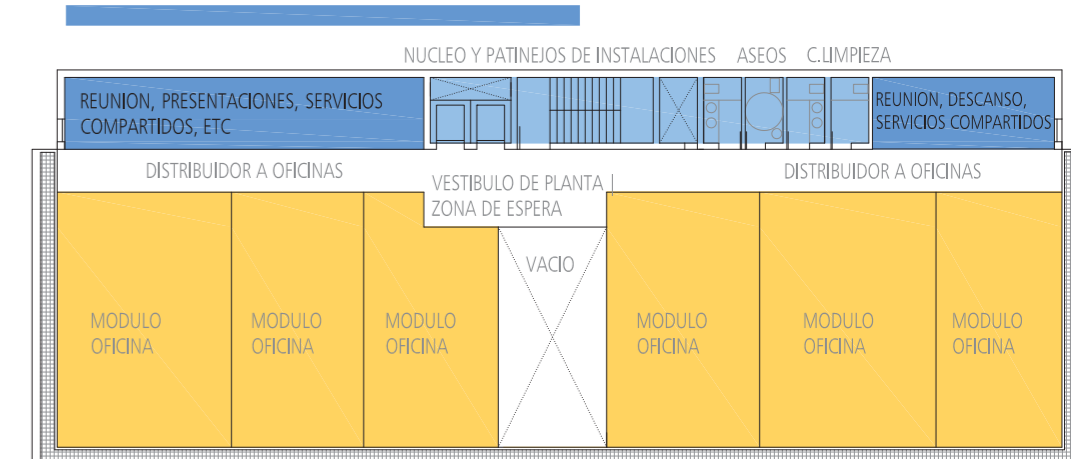 NUCLEO Y PATINEJOS DE INSTALACIONES ASEOS C.LIMPIEZA
REUNION, PRESENTACIONES, SERVICIOS
COMPARTIDOS, ETC
REUNION, DESCANSO,
SERVICIOS COMPARTIDOS
DISTRIBUIDOR A OFICINAS
VESTIBULO DE PLANTA
ZONA DE ESPERA
DISTRIBUIDOR A OFICINAS
VACIO
MODULO
OFICINA
MODULO
OFICINA
MODULO
OFICINA
MODULO
OFICINA
MODULO
OFICINA
MODULO
OFICINA